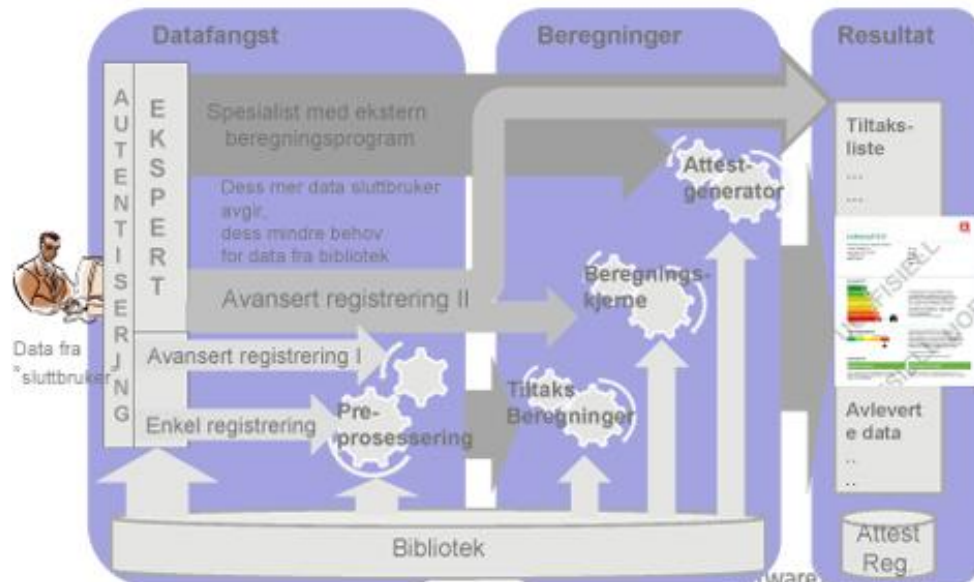 Datafangst
Beregninger
Resultat
AUTENTISERING
EKSPERT
Spesialist med ekstern
beregningsprogram
Dess mer data sluttbruker
avgir,
dess mindre behov
for data fra bibliotek
Avansert registrering II
Avansert registrering I
Enkel registrering
Data fra
sluttbruker
Pre-
prosessering
Tiltaks
Beregninger
Beregnings-
kjerne
Attest-
generator
Tiltaks-
liste
...
...
Avlevert
e data
..
..
Bibliotek
Attest
Reg
tware